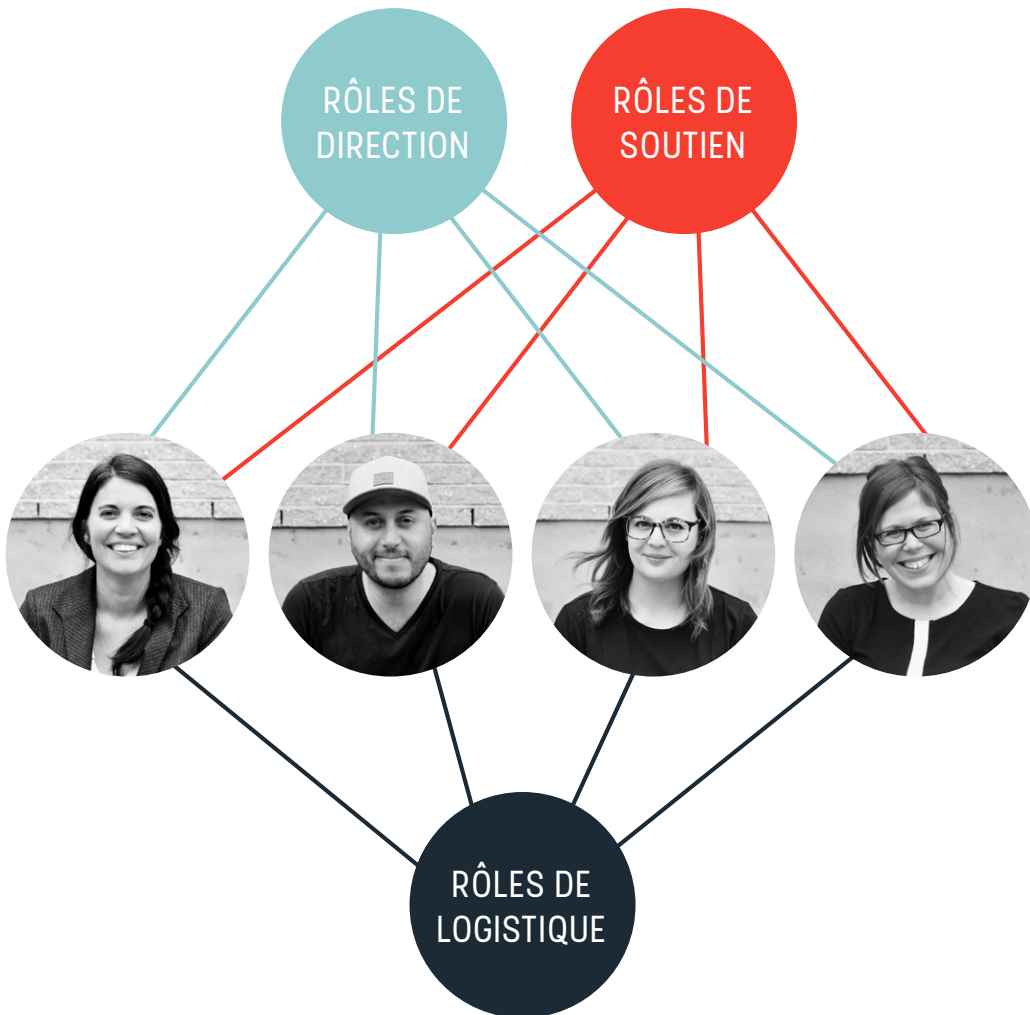 RÔLES DE
DIRECTION
RÔLES DE
SOUTIEN
RÔLES DE
LOGISTIQUE